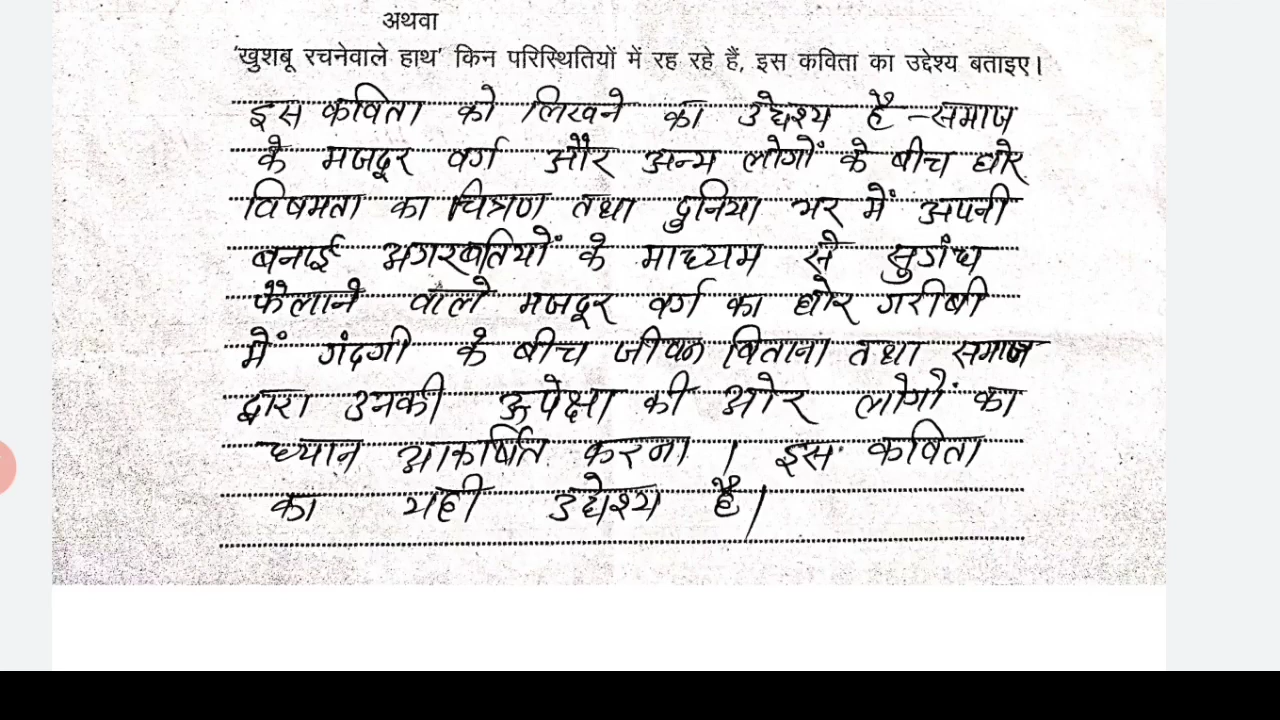 अथवा
'खुशबू रचनेवाले हाथ' किन परिस्थितियों में रह रहे हैं, इस कविता का उद्देश्य बताइए।
इस कविता को लिखने का उद्देश्य है – समाज
के मजदूर वर्ग और अन्य लोगों के बीच घोर
विषमता का चित्रण तथा दुनिया भर में अपनी
बनाई अगरबतियों के माध्यम से सुगंध
फैलाने वाले मजदूर वर्ग का घोर गरीबी
में गंदगी के बीच जीवन बिताना तथा समाज
द्वारा उनकी उपेक्षा की ओर लोगों का
ध्यान आकर्षित करना । इस कविता
का यही उद्देश्य है।